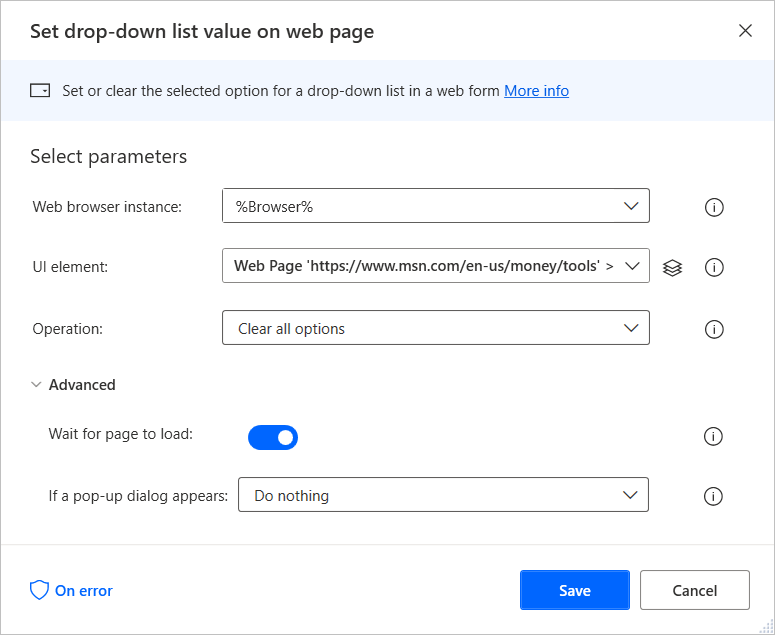 Set drop-down list value on web page
Set or clear the selected option for a drop-down list in a web form More info
Select parameters
Web browser instance: %Browser%
UI element: Web Page 'https://www.msn.com/en-us/money/tools' >
Operation: Clear all options
Advanced
Wait for page to load:
If a pop-up dialog appears: Do nothing
On error Save Cancel